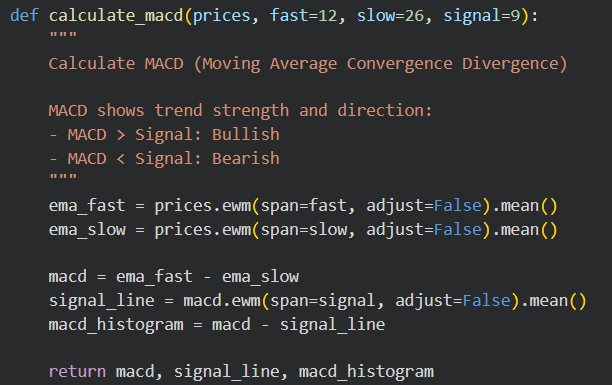 def calculate_macd(prices, fast=12, slow=26, signal=9):
    """
    Calculate MACD (Moving Average Convergence Divergence)

    MACD shows trend strength and direction:
    - MACD > Signal: Bullish
    - MACD < Signal: Bearish
    """
    ema_fast = prices.ewm(span=fast, adjust=False).mean()
    ema_slow = prices.ewm(span=slow, adjust=False).mean()

    macd = ema_fast - ema_slow
    signal_line = macd.ewm(span=signal, adjust=False).mean()
    macd_histogram = macd - signal_line

    return macd, signal_line, macd_histogram